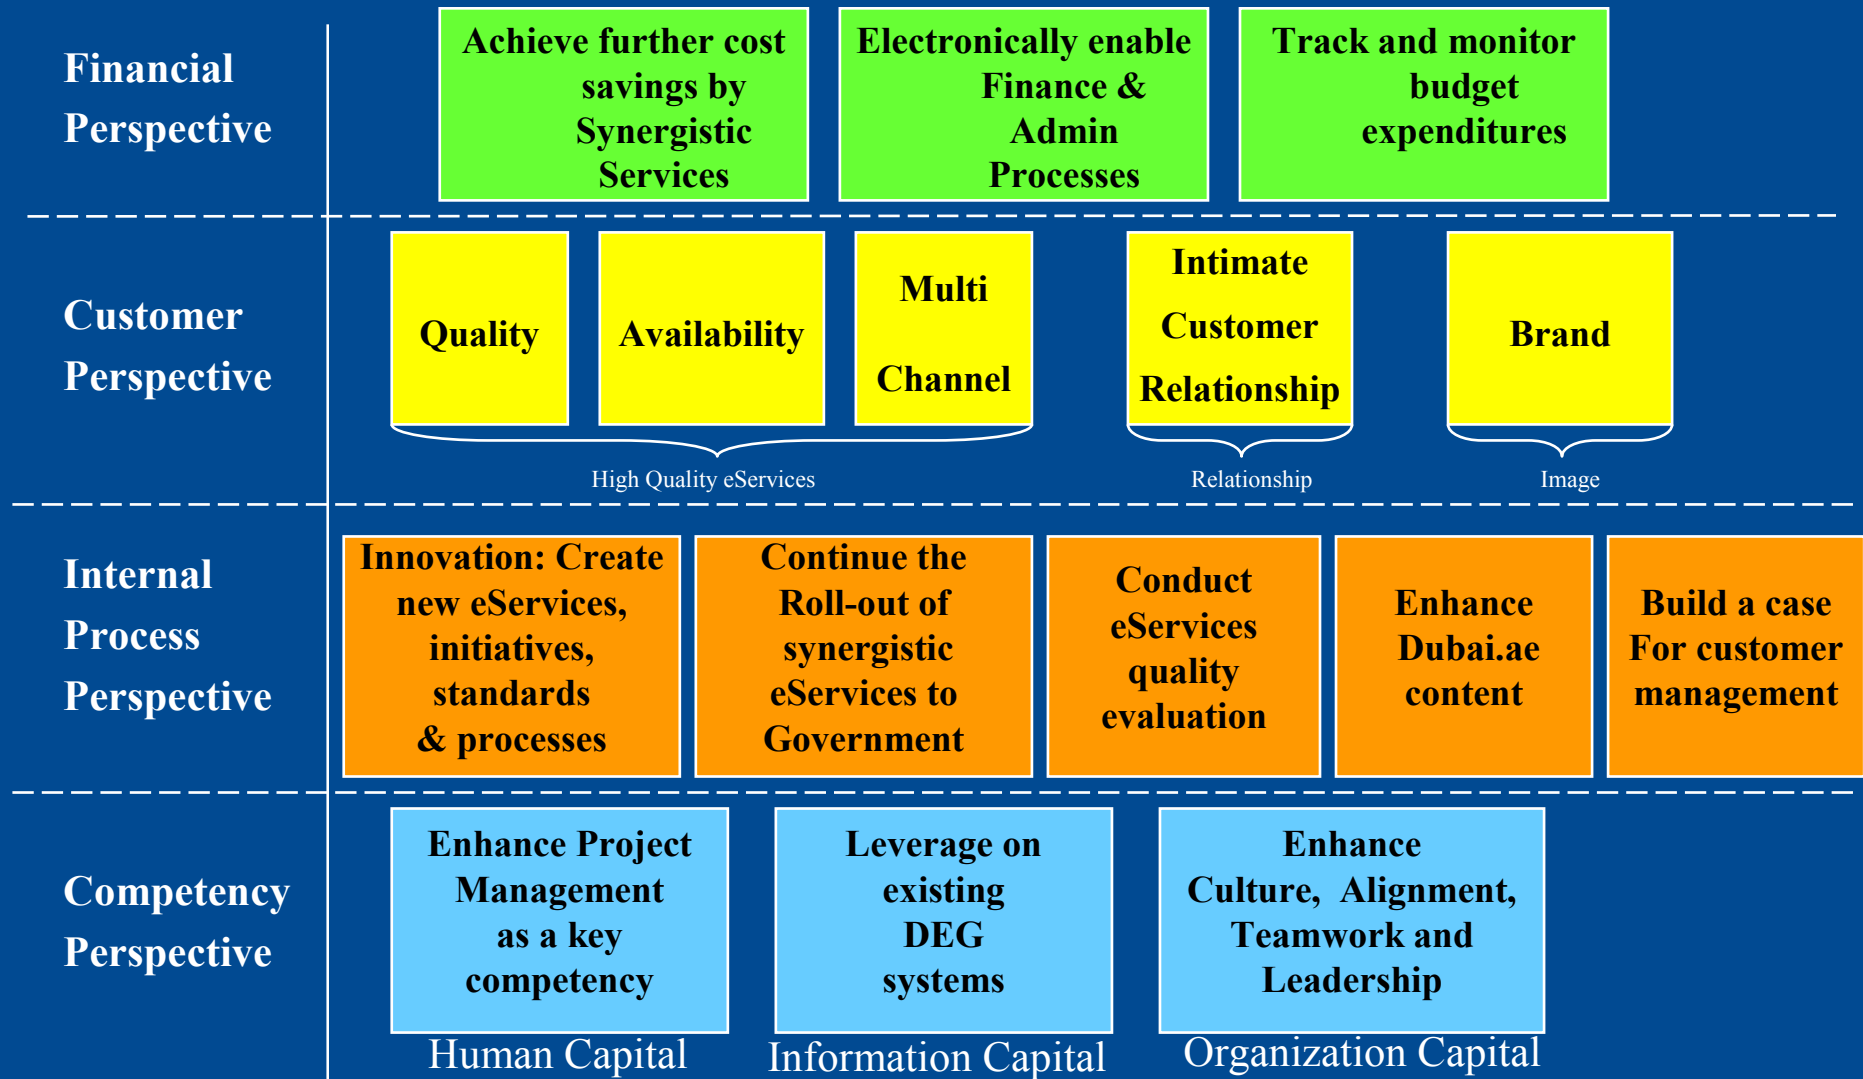 Financial
Perspective
Achieve further cost
savings by
Synergistic
Services
Electronically enable
Finance &
Admin
Processes
Track and monitor
budget
expenditures
Customer
Perspective
Quality
Availability
Multi
Channel
Intimate
Customer
Relationship
Brand
High Quality eServices
Relationship
Image
Internal
Process
Perspective
Innovation: Create
new eServices,
initiatives,
standards
& processes
Continue the
Roll-out of
synergistic
eServices to
Government
Conduct
eServices
quality
evaluation
Enhance
Dubai.ae
content
Build a case
For customer
management
Competency
Perspective
Enhance Project
Management
as a key
competency
Leverage on
existing
DEG
systems
Enhance
Culture, Alignment,
Teamwork and
Leadership
Human Capital
Information Capital
Organization Capital